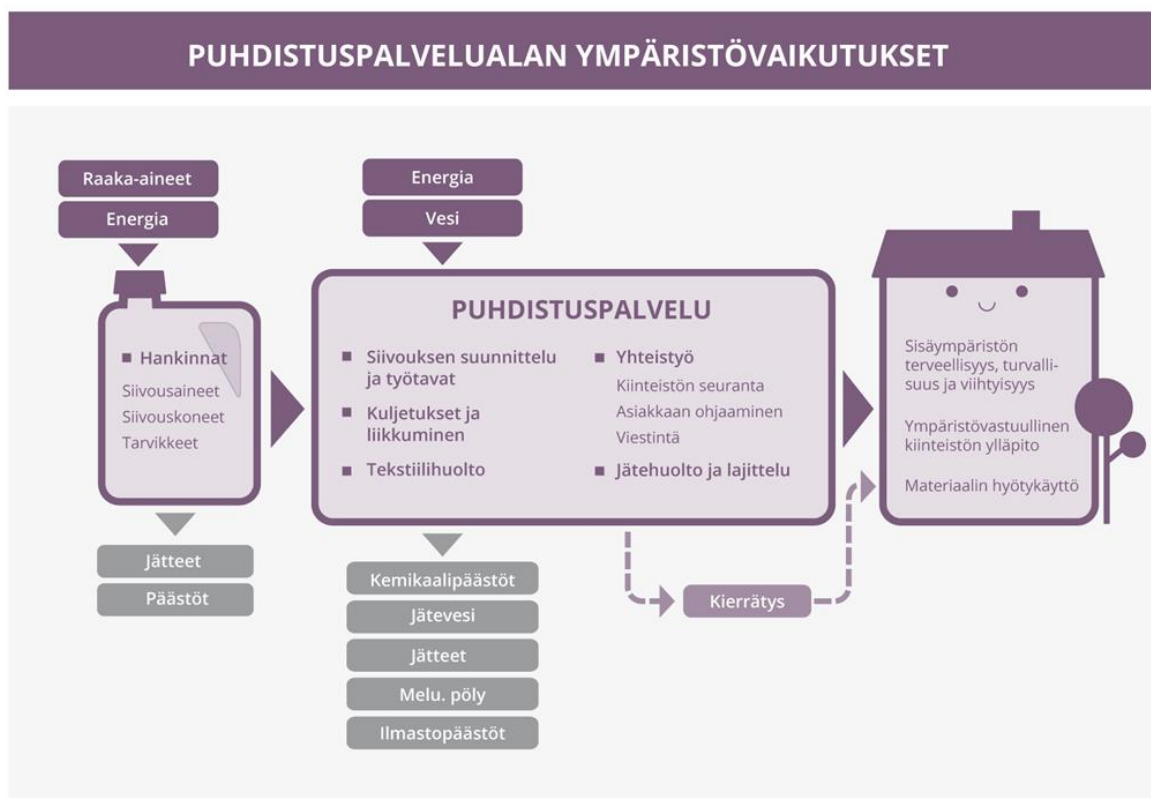 PUHDISTUSPALVELUALAN YMPÄRISTÖVAIKUTUKSET
Raaka-aineet
Energia
Energia
Vesi
■ Hankinnat
Siivousaineet
Siivouskoneet
Tarvikkeet
PUHDISTUSPALVELU
■ Siivouksen suunnittelu
ja työtavat
■ Kuljetukset ja
liikkuminen
■ Tekstiilihuolto
■ Yhteistyö
Kiinteistön seuranta
Asiakkaan ohjaaminen
Viestintä
■ Jätehuolto ja lajittelu
Sisäympäristön
terveellisyys, turvalli-
suus ja viihtyisyys
Ympäristövastuullinen
kiinteistön ylläpito
Materiaalin hyötykäyttö
Jätteet
Päästöt
Kemikaalipäästöt
Jätevesi
Jätteet
Melu. pöly
Ilmastopäästöt
Kierrätys